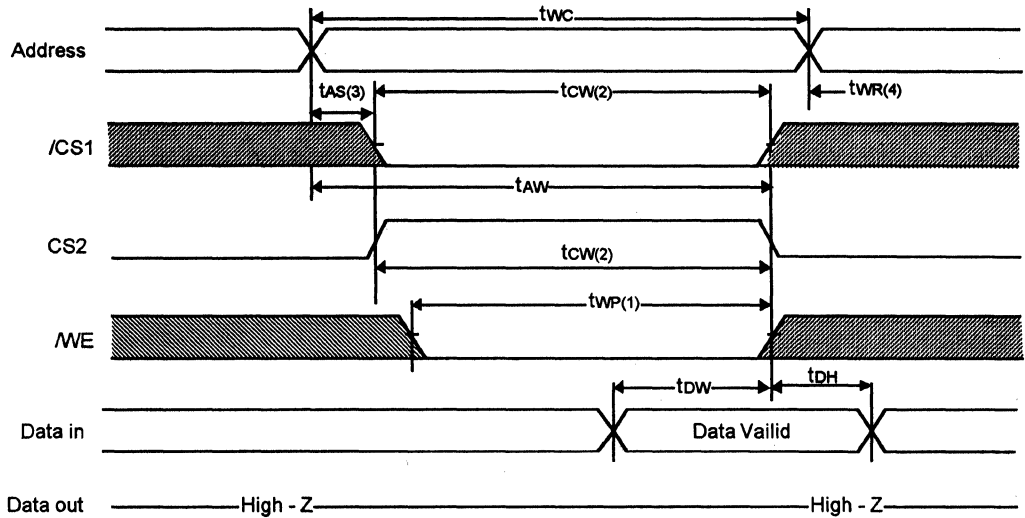 tWC
Address
tAS(3)
tCW(2)
tWR(4)
/CS1
tAW
CS2
tCW(2)
tWP(1)
/WE
tDW
tDH
Data in
Data Vailid
Data out
High - Z
High - Z